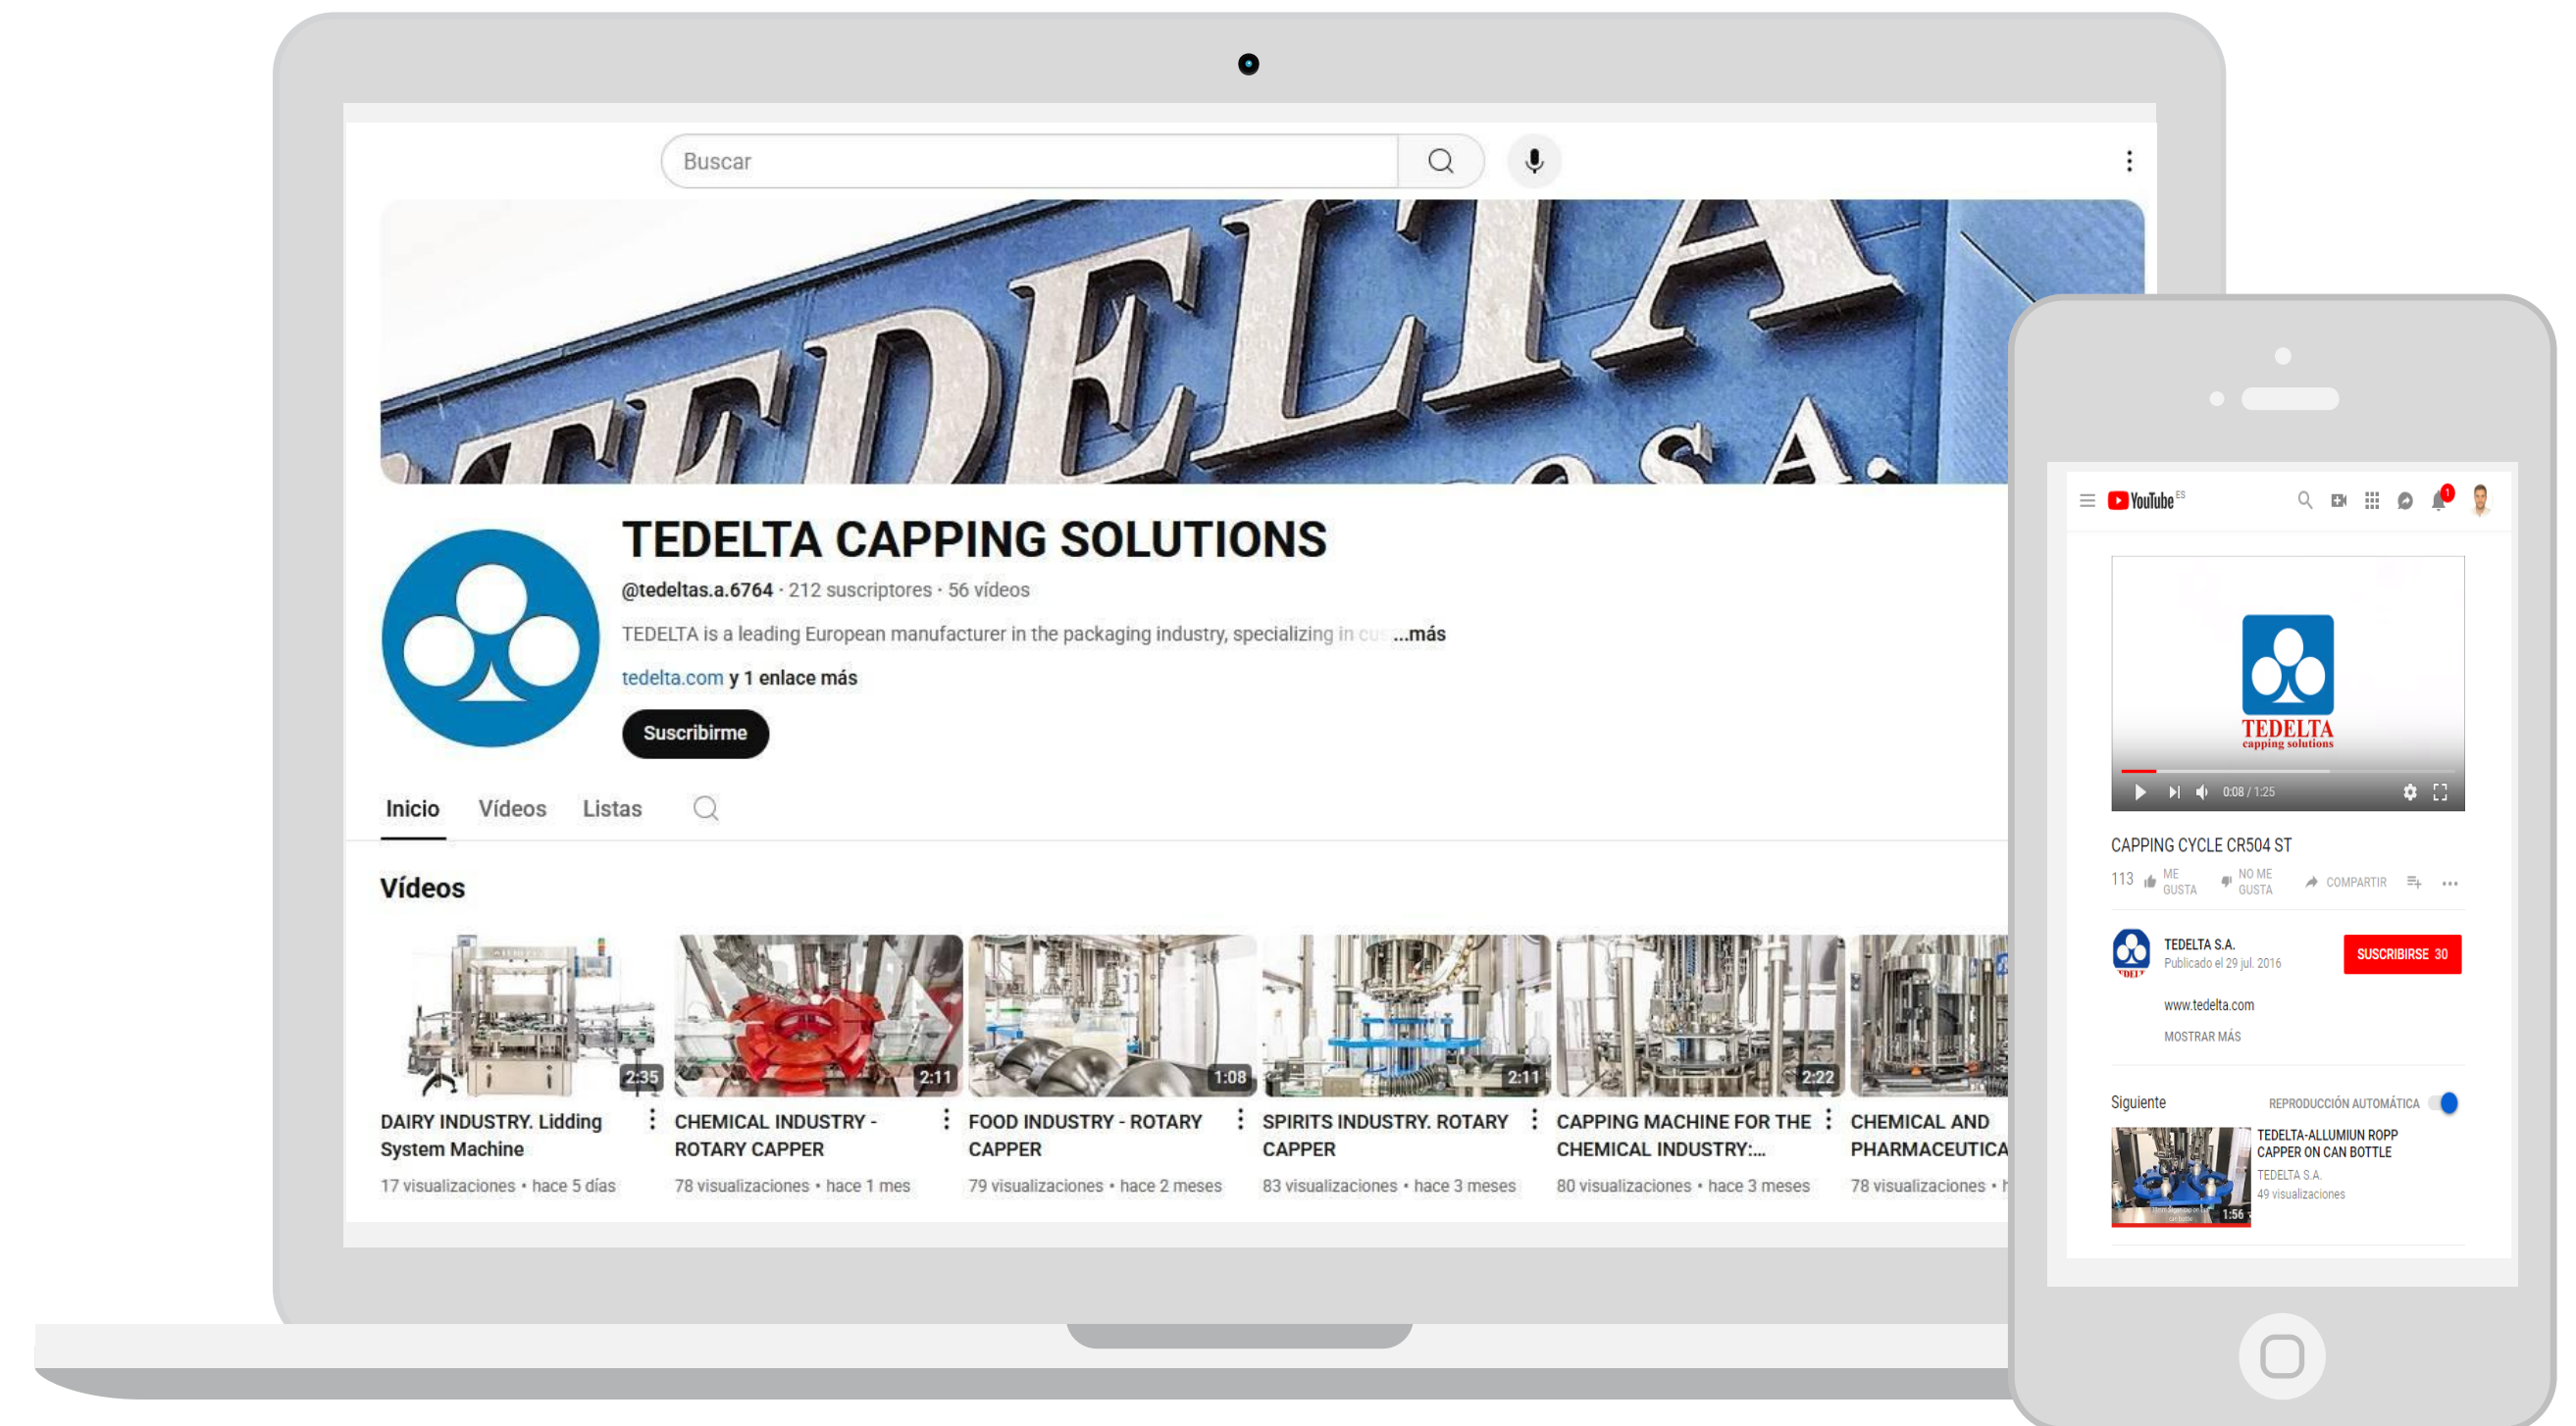 Buscar
TEDELTA
S.A.
TEDELTA CAPPING SOLUTIONS
@tedeltas.a.6764 · 212 suscriptores · 56 vídeos
TEDELTA is a leading European manufacturer in the packaging industry, specializing in cus ...más
tedelta.com y 1 enlace más
Suscribirme
Inicio Vídeos Listas
Vídeos
2:35 2:11 1:08 2:11 2:22
DAIRY INDUSTRY. Lidding
System Machine
17 visualizaciones • hace 5 días
CHEMICAL INDUSTRY -
ROTARY CAPPER
78 visualizaciones • hace 1 mes
FOOD INDUSTRY - ROTARY
CAPPER
79 visualizaciones • hace 2 meses
SPIRITS INDUSTRY. ROTARY
CAPPER
83 visualizaciones • hace 3 meses
CAPPING MACHINE FOR THE
CHEMICAL INDUSTRY:...
80 visualizaciones • hace 3 meses
CHEMICAL AND
PHARMACEUTICA
78 visualizaciones • h
YouTube ES
1
TEDELTA
capping solutions
0:08 / 1:25
CAPPING CYCLE CR504 ST
113 ME GUSTA NO ME GUSTA COMPARTIR
TEDELTA S.A.
Publicado el 29 jul. 2016
SUSCRIBIRSE 30
www.tedelta.com
MOSTRAR MÁS
Siguiente REPRODUCCIÓN AUTOMÁTICA
TEDELTA-ALLUMIUN ROPP
CAPPER ON CAN BOTTLE
TEDELTA S.A.
49 visualizaciones
1:56